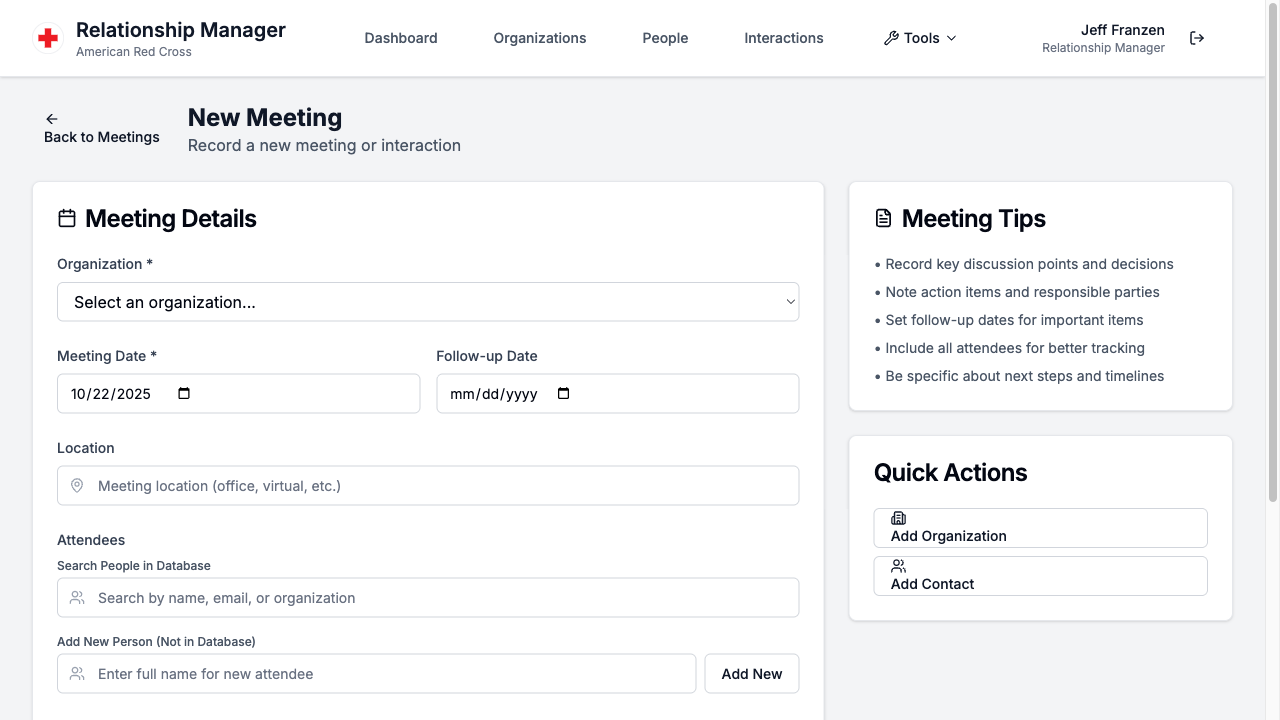 Relationship Manager
American Red Cross
Dashboard
Organizations
People
Interactions
Tools
Jeff Franzen
Relationship Manager
Back to Meetings
New Meeting
Record a new meeting or interaction
Meeting Details
Organization *
Select an organization...
Meeting Date *
Follow-up Date
10/22/2025
mm/dd/yyyy
Location
Meeting location (office, virtual, etc.)
Attendees
Search People in Database
Search by name, email, or organization
Add New Person (Not in Database)
Enter full name for new attendee
Add New
Meeting Tips
• Record key discussion points and decisions
• Note action items and responsible parties
• Set follow-up dates for important items
• Include all attendees for better tracking
• Be specific about next steps and timelines
Quick Actions
Add Organization
Add Contact